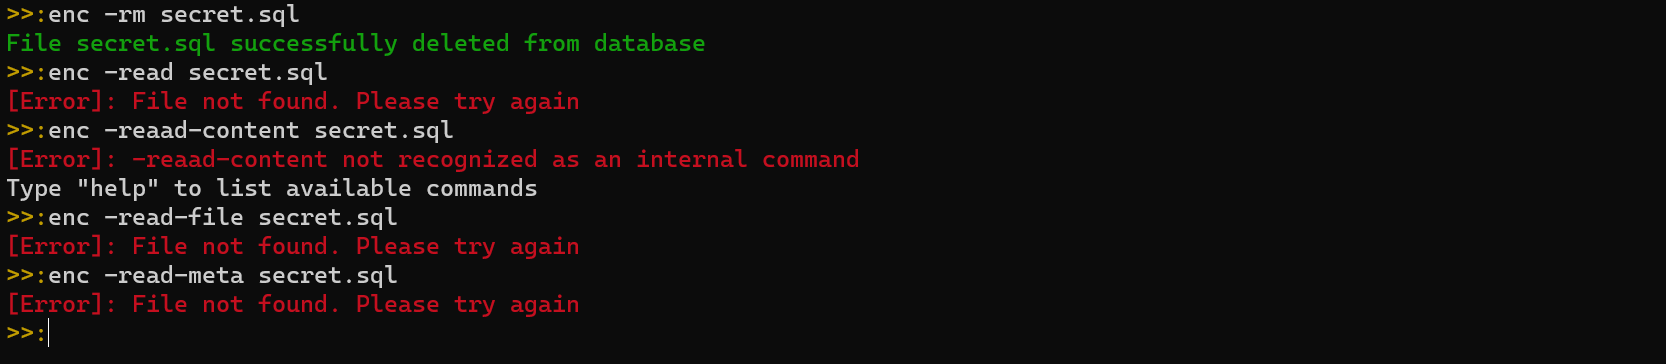 >>:enc -rm secret.sql
File secret.sql successfully deleted from database
>>:enc -read secret.sql
[Error]: File not found. Please try again
>>:enc -reaad-content secret.sql
[Error]: -reaad-content not recognized as an internal command
Type "help" to list available commands
>>:enc -read-file secret.sql
[Error]: File not found. Please try again
>>:enc -read-meta secret.sql
[Error]: File not found. Please try again
>>: